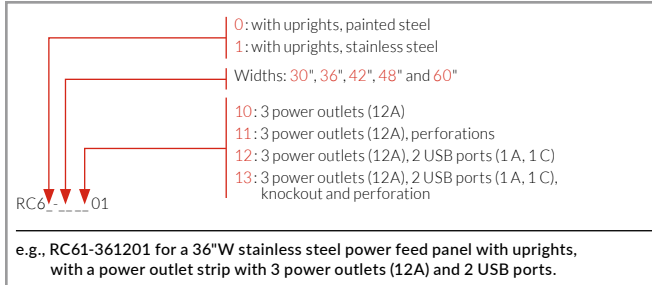 0: with uprights, painted steel
1: with uprights, stainless steel
Widths: 30", 36", 42", 48" and 60"
10: 3 power outlets (12A)
11: 3 power outlets (12A), perforations
12: 3 power outlets (12A), 2 USB ports (1 A, 1 C)
13: 3 power outlets (12A), 2 USB ports (1 A, 1 C),
knockout and perforation
RC6_-__ __ 01
e.g., RC61-361201 for a 36"W stainless steel power feed panel with uprights,
with a power outlet strip with 3 power outlets (12A) and 2 USB ports.